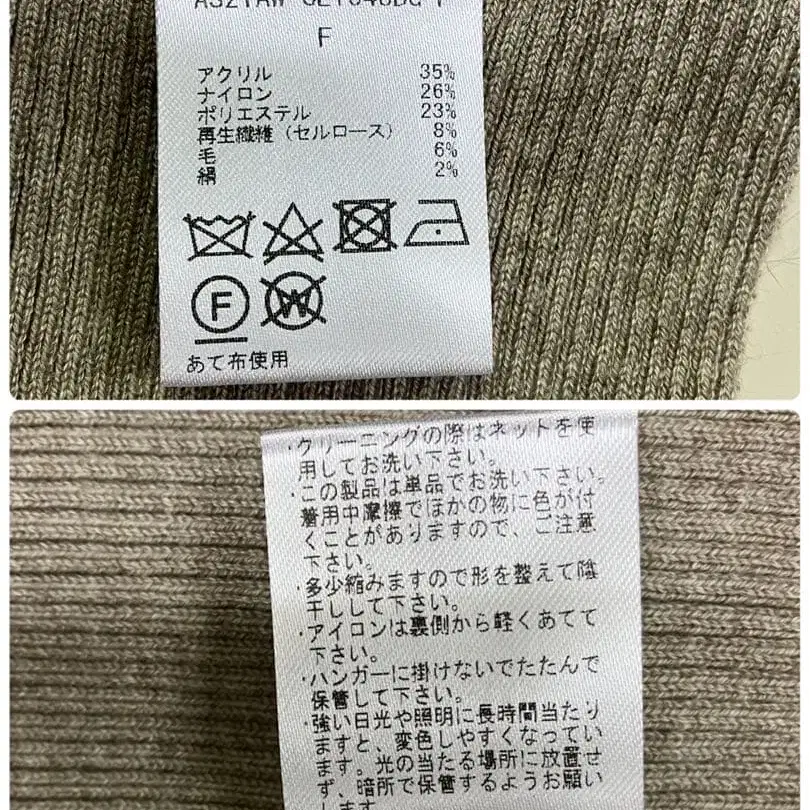 F
アクリル 35%
ナイロン 26%
ポリエステル 23%
再生繊維（セルロース） 8%
毛 6%
絹 2%
F W
あて布使用
・クリーニングの際はネットを使
用してお洗い下さい。
・この製品は単品でお洗い下さい。
着用中摩擦でほかの物に色が付
くことがありますので、ご注意
下さい。
・多少縮みますので形を整えて陰
干しして下さい。
・アイロンは裏側から軽くあてて
下さい。
・ハンガーに掛けないでたたんで
保管して下さい。
・強い日光や照明に長時間当たり
ますと、変色しやすくなってい
ます。光の当たる場所に放置せ
ず、暗所で保管するようお願い
します